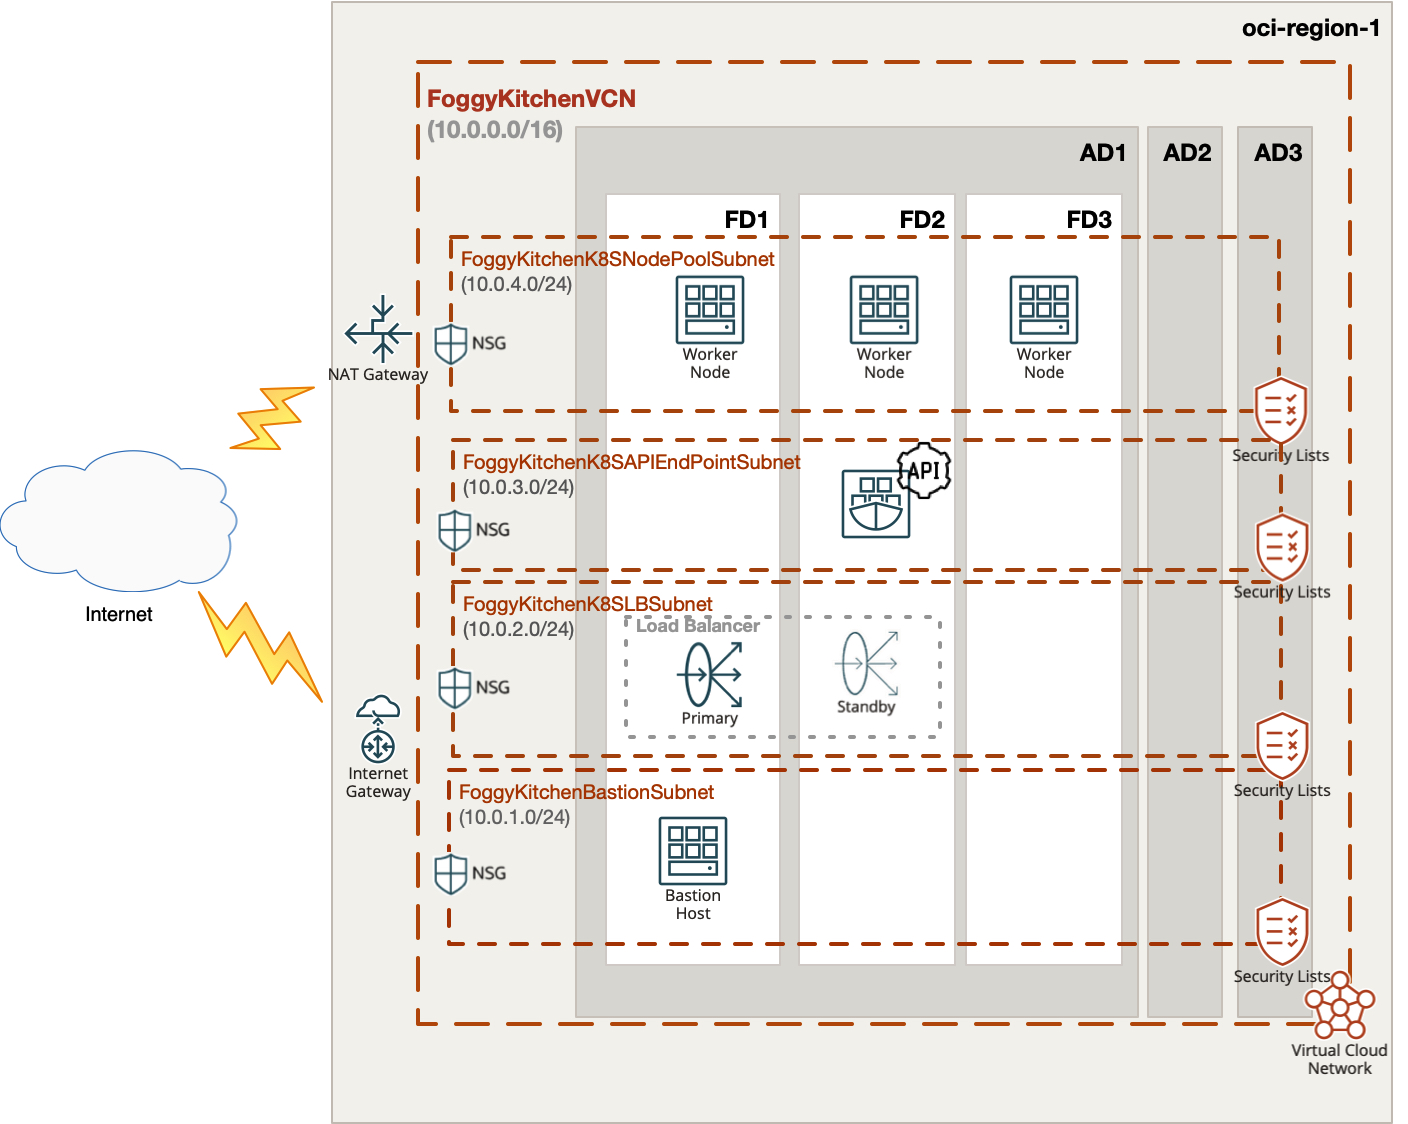 oci-region-1
FoggyKitchenVCN
(10.0.0.0/16)
AD1
AD2
AD3
FD1
FD2
FD3
FoggyKitchenK8SNodePoolSubnet
(10.0.4.0/24)
NSG
Worker
Node
Worker
Node
Worker
Node
NAT Gateway
Security Lists
FoggyKitchenK8SAPIEndPointSubnet
(10.0.3.0/24)
API
NSG
Security Lists
Internet
FoggyKitchenK8SLBSubnet
(10.0.2.0/24)
Load Balancer
NSG
Primary
Standby
Internet
Gateway
Security Lists
FoggyKitchenBastionSubnet
(10.0.1.0/24)
NSG
Bastion
Host
Security Lists
Virtual Cloud
Network